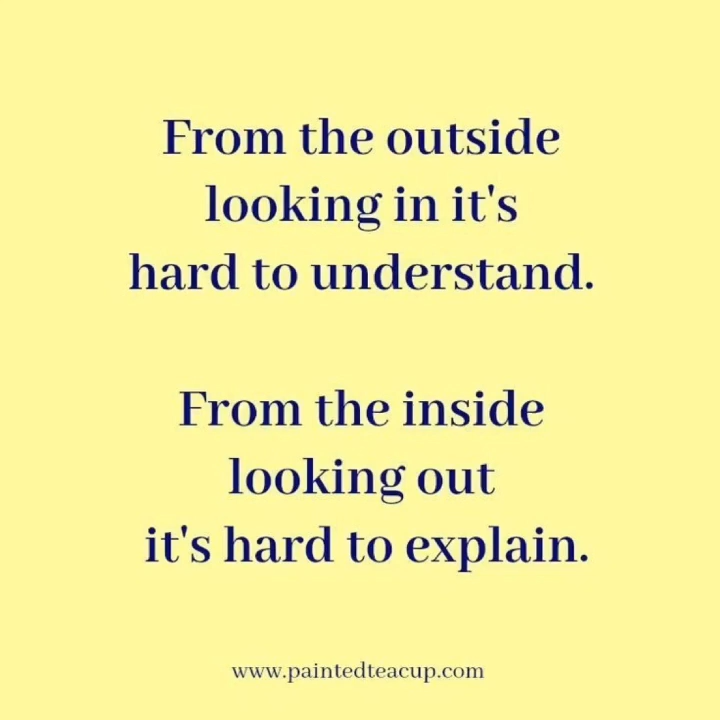 From the outside
looking in it's
hard to understand.
From the inside
looking out
it's hard to explain.
www.paintedteacup.com